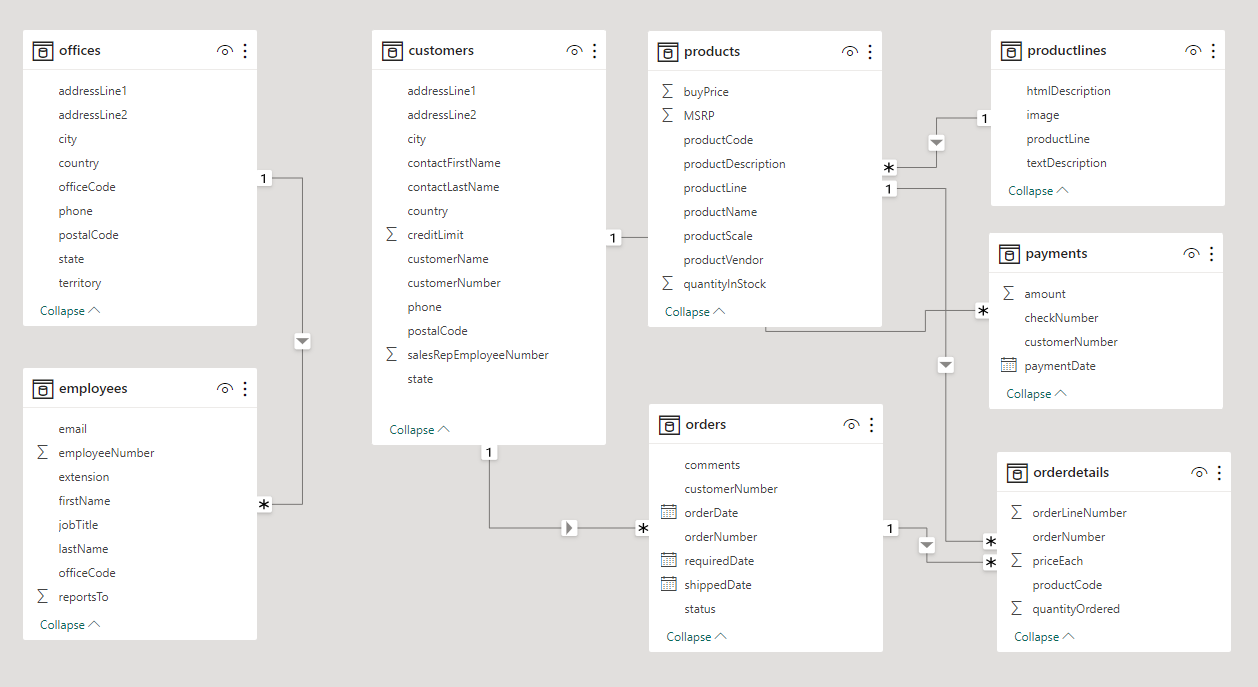 offices
addressLine1
addressLine2
city
country
officeCode
phone
postalCode
state
territory
Collapse
employees
email
employeeNumber
extension
firstName
jobTitle
lastName
officeCode
reportsTo
Collapse
customers
addressLine1
addressLine2
city
contactFirstName
contactLastName
country
creditLimit
customerName
customerNumber
phone
postalCode
salesRepEmployeeNumber
state
Collapse
products
buyPrice
MSRP
productCode
productDescription
productLine
productName
productScale
productVendor
quantityInStock
Collapse
orders
comments
customerNumber
orderDate
orderNumber
requiredDate
shippedDate
status
Collapse
productlines
htmlDescription
image
productLine
textDescription
Collapse
payments
amount
checkNumber
customerNumber
paymentDate
Collapse
orderdetails
orderLineNumber
orderNumber
priceEach
productCode
quantityOrdered
Collapse
1
*
1
*
1
*
1
*
1
*
1
*